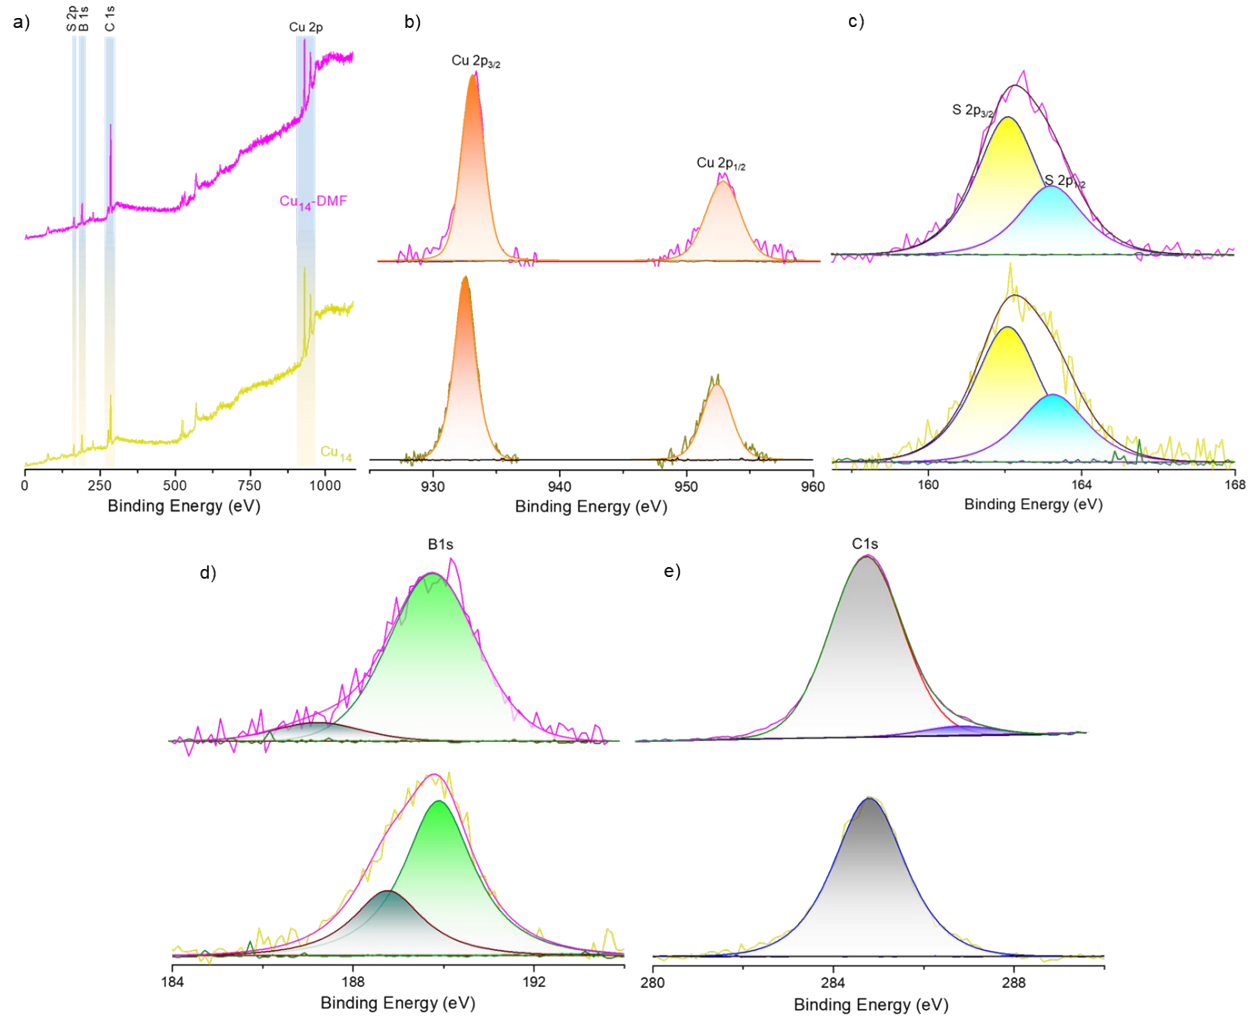 a)
S 2p
B 1s
C 1s
Cu 2p
Cu14-DMF
Cu14
0 250 500 750 1000
Binding Energy (eV)
b)
Cu 2p3/2
Cu 2p1/2
930 940 950 960
Binding Energy (eV)
c)
S 2p3/2
S 2p1/2
160 164 168
Binding Energy (eV)
d)
B1s
184 188 192
Binding Energy (eV)
e)
C1s
280 284 288
Binding Energy (eV)